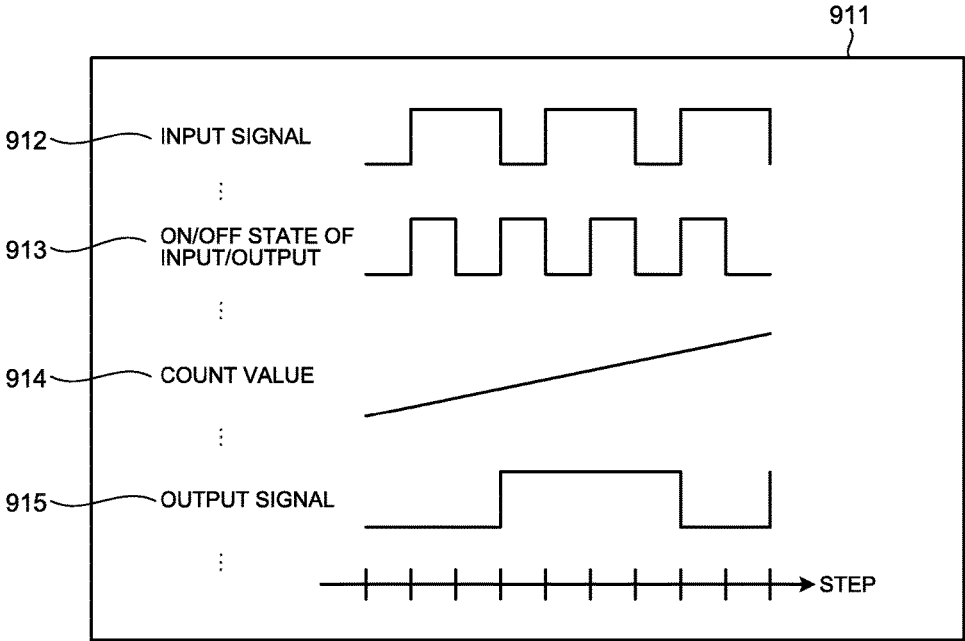 911
912
INPUT SIGNAL
913
ON/OFF STATE OF
INPUT/OUTPUT
914
COUNT VALUE
915
OUTPUT SIGNAL
STEP